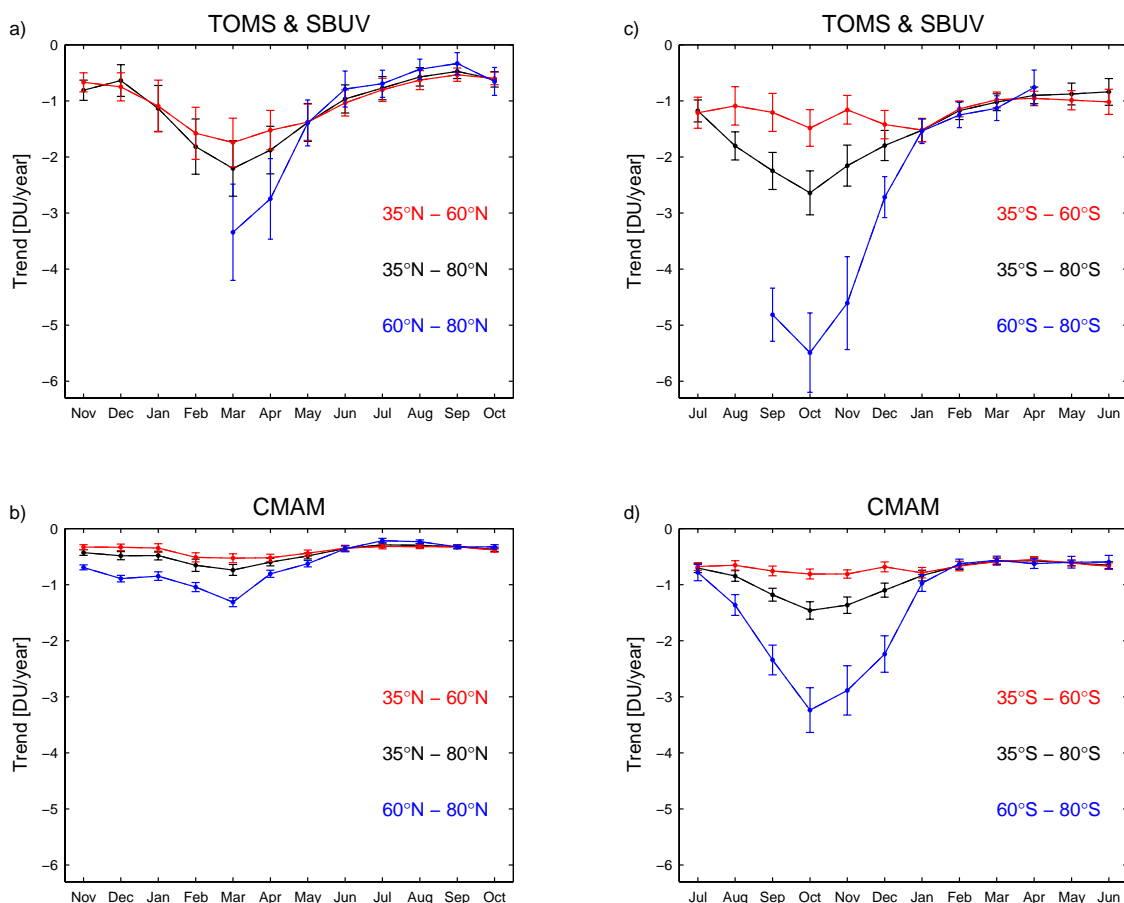 a)
TOMS & SBUV
0
−1
−2
−3
−4
−5
−6
Trend [DU/year]
35°N − 60°N
35°N − 80°N
60°N − 80°N
Nov Dec Jan Feb Mar Apr May Jun Jul Aug Sep Oct
c)
TOMS & SBUV
0
−1
−2
−3
−4
−5
−6
Trend [DU/year]
35°S − 60°S
35°S − 80°S
60°S − 80°S
Jul Aug Sep Oct Nov Dec Jan Feb Mar Apr May Jun
b)
CMAM
0
−1
−2
−3
−4
−5
−6
Trend [DU/year]
35°N − 60°N
35°N − 80°N
60°N − 80°N
Nov Dec Jan Feb Mar Apr May Jun Jul Aug Sep Oct
d)
CMAM
0
−1
−2
−3
−4
−5
−6
Trend [DU/year]
35°S − 60°S
35°S − 80°S
60°S − 80°S
Jul Aug Sep Oct Nov Dec Jan Feb Mar Apr May Jun